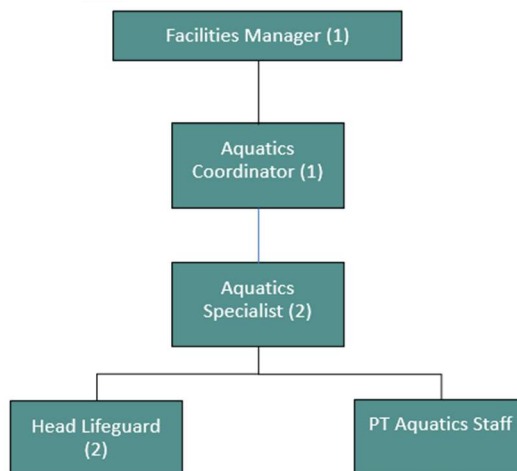 Facilities Manager (1)
Aquatics
Coordinator (1)
Aquatics
Specialist (2)
Head Lifeguard
(2)
PT Aquatics Staff